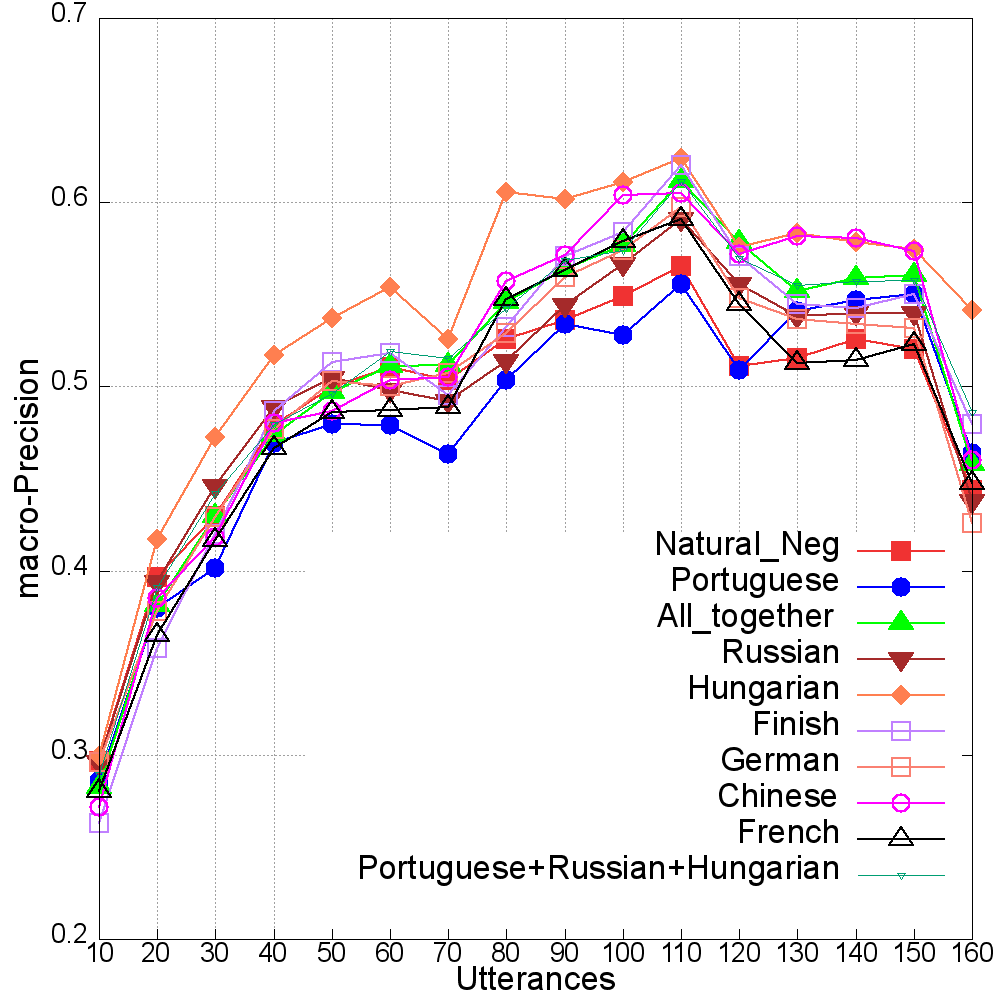 0.7
0.6
0.5
0.4
0.3
0.2
macro-Precision
Natural_Neg
Portuguese
All_together
Russian
Hungarian
Finish
German
Chinese
French
Portuguese+Russian+Hungarian
10 20 30 40 50 60 70 80 90 100 110 120 130 140 150 160
Utterances